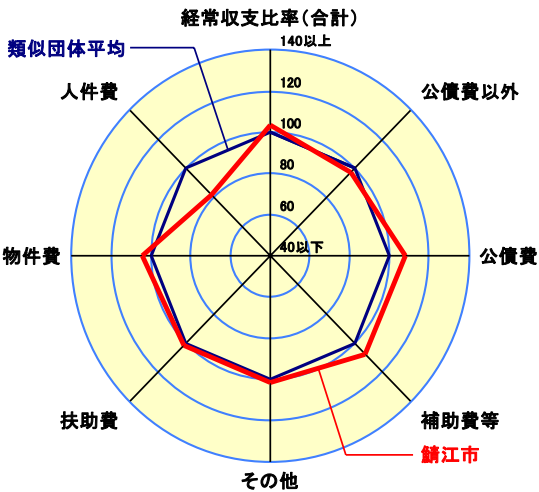 経常収支比率(合計)
140以上
類似団体平均
120
人件費
公債費以外
100
80
60
40以下
物件費
公債費
扶助費
補助費等
鯖江市
その他